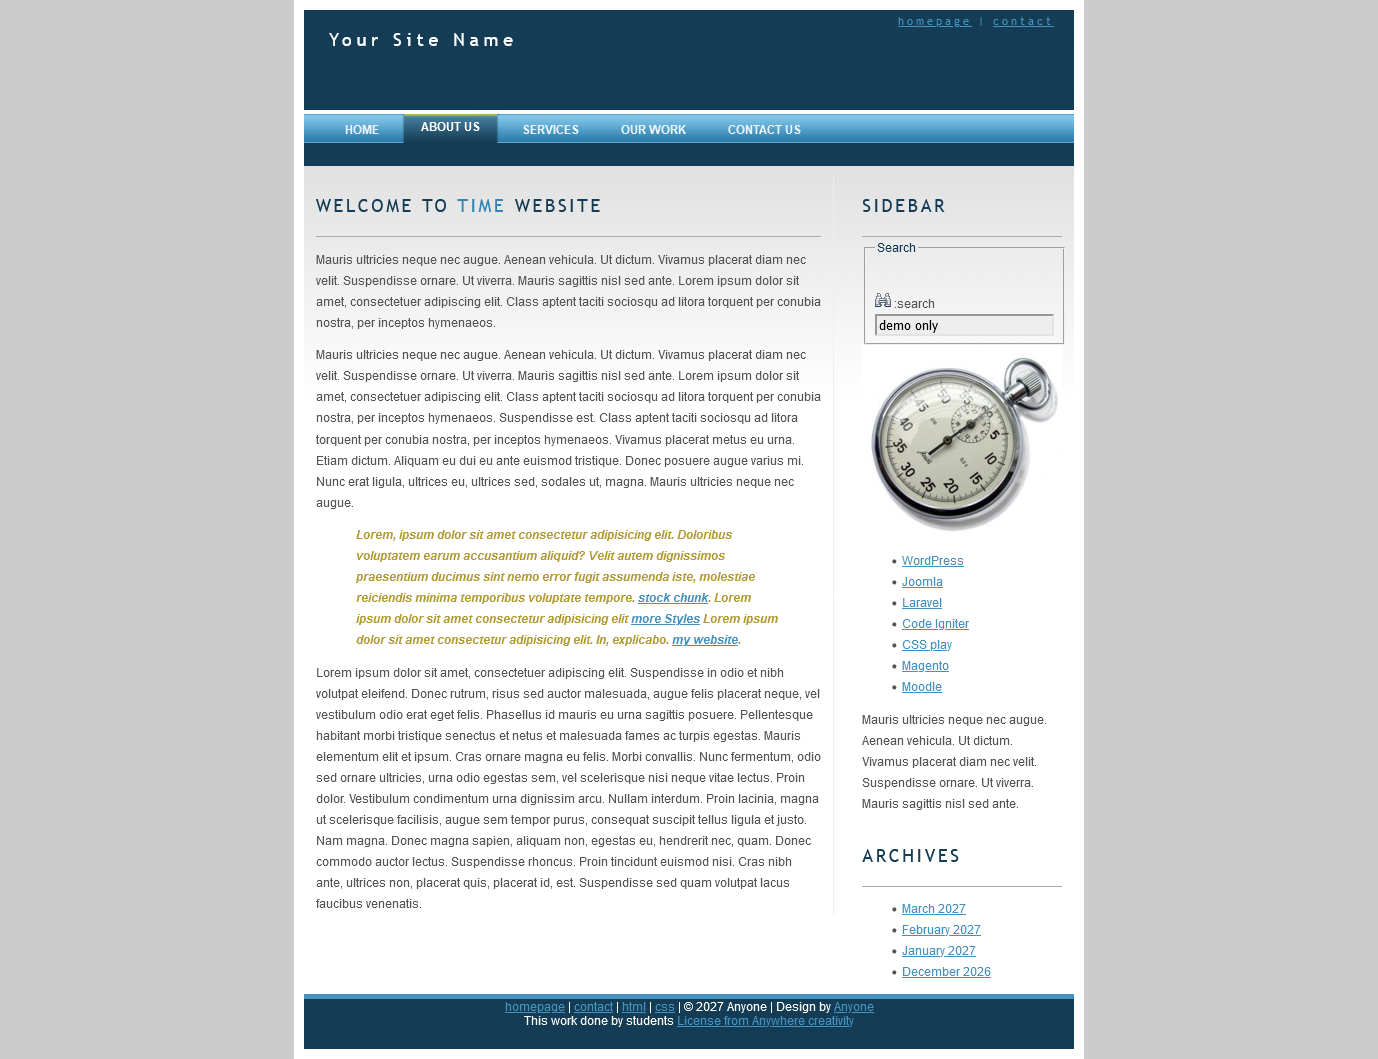 homepage | contact
Your Site Name
HOME ABOUT US SERVICES OUR WORK CONTACT US
WELCOME TO TIME WEBSITE
Mauris ultricies neque nec augue. Aenean vehicula. Ut dictum. Vivamus placerat diam nec
velit. Suspendisse ornare. Ut viverra. Mauris sagittis nisl sed ante. Lorem ipsum dolor sit
amet, consectetuer adipiscing elit. Class aptent taciti sociosqu ad litora torquent per conubia
nostra, per inceptos hymenaeos.
Mauris ultricies neque nec augue. Aenean vehicula. Ut dictum. Vivamus placerat diam nec
velit. Suspendisse ornare. Ut viverra. Mauris sagittis nisl sed ante. Lorem ipsum dolor sit
amet, consectetuer adipiscing elit. Class aptent taciti sociosqu ad litora torquent per conubia
nostra, per inceptos hymenaeos. Suspendisse est. Class aptent taciti sociosqu ad litora
torquent per conubia nostra, per inceptos hymenaeos. Vivamus placerat metus eu urna.
Etiam dictum. Aliquam eu dui eu ante euismod tristique. Donec posuere augue varius mi.
Nunc erat ligula, ultrices eu, ultrices sed, sodales ut, magna. Mauris ultricies neque nec
augue.
Lorem, ipsum dolor sit amet consectetur adipisicing elit. Doloribus
voluptatem earum accusantium aliquid? Velit autem dignissimos
praesentium ducimus sint nemo error fugit assumenda iste, molestiae
reiciendis minima temporibus voluptate tempore. stock chunk. Lorem
ipsum dolor sit amet consectetur adipisicing elit more Styles Lorem ipsum
dolor sit amet consectetur adipisicing elit. In, explicabo. my website.
Lorem ipsum dolor sit amet, consectetuer adipiscing elit. Suspendisse in odio et nibh
volutpat eleifend. Donec rutrum, risus sed auctor malesuada, augue felis placerat neque, vel
vestibulum odio erat eget felis. Phasellus id mauris eu urna sagittis posuere. Pellentesque
habitant morbi tristique senectus et netus et malesuada fames ac turpis egestas. Mauris
elementum elit et ipsum. Cras ornare magna eu felis. Morbi convallis. Nunc fermentum, odio
sed ornare ultricies, urna odio egestas sem, vel scelerisque nisi neque vitae lectus. Proin
dolor. Vestibulum condimentum urna dignissim arcu. Nullam interdum. Proin lacinia, magna
ut scelerisque facilisis, augue sem tempor purus, consequat suscipit tellus ligula et justo.
Nam magna. Donec magna sapien, aliquam non, egestas eu, hendrerit nec, quam. Donec
commodo auctor lectus. Suspendisse rhoncus. Proin tincidunt euismod nisi. Cras nibh
ante, ultrices non, placerat quis, placerat id, est. Suspendisse sed quam volutpat lacus
faucibus venenatis.
SIDEBAR
Search
:search
demo only
50
45
40
35
30
25
20
15
10
5
WordPress
Joomla
Laravel
Code Igniter
CSS play
Magento
Moodle
Mauris ultricies neque nec augue.
Aenean vehicula. Ut dictum.
Vivamus placerat diam nec velit.
Suspendisse ornare. Ut viverra.
Mauris sagittis nisl sed ante.
ARCHIVES
March 2027
February 2027
January 2027
December 2026
homepage | contact | html | css | © 2027 Anyone | Design by Anyone
This work done by students License from Anywhere creativity